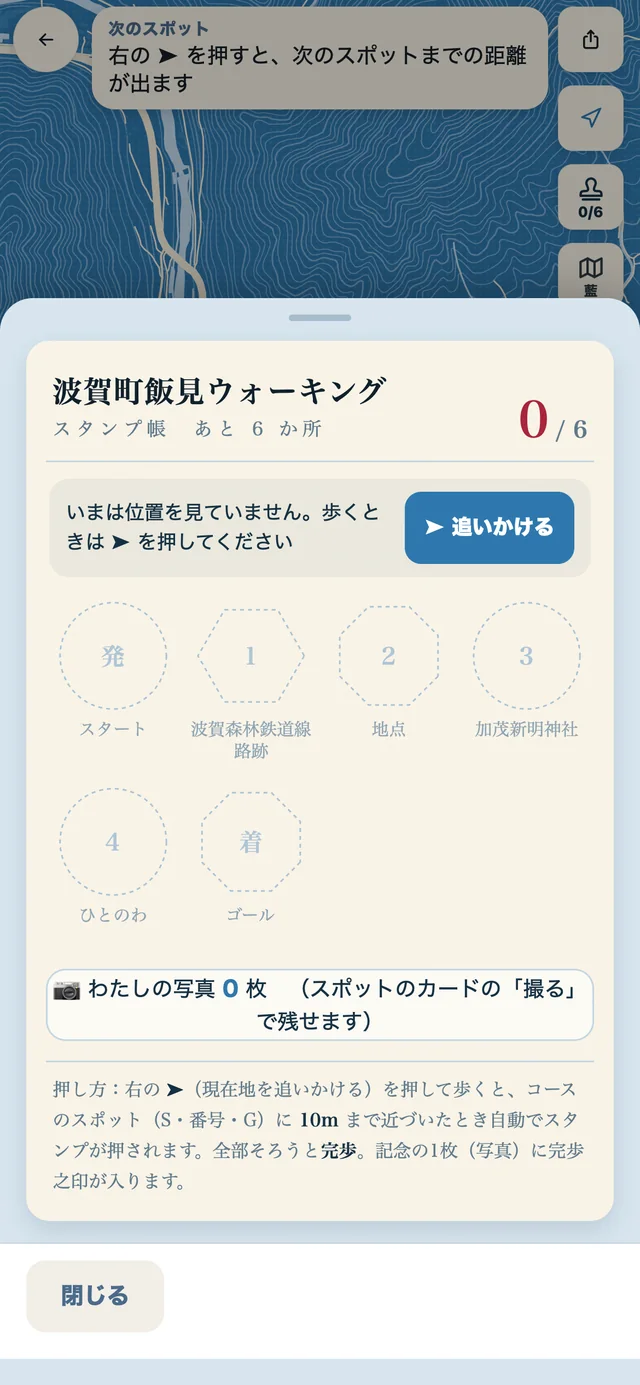 次のスポット
右の ➤ を押すと、次のスポットまでの距離
が出ます
0/6
藍
波賀町飯見ウォーキング
スタンプ帳 あと 6 か所
0 / 6
いまは位置を見ていません。歩くと
きは ➤ を押してください
➤ 追いかける
発
1
2
3
スタート
波賀森林鉄道線
路跡
地点
加茂新明神社
4
着
ひとのわ
ゴール
📷 わたしの写真 0 枚 (スポットのカードの「撮る」
で残せます)
押し方：右の ➤（現在地を追いかける）を押して歩くと、コース
のスポット（S・番号・G）に 10m まで近づいたとき自動でスタ
ンプが押されます。全部そろうと完歩。記念の1枚（写真）に完歩
之印が入ります。
閉じる